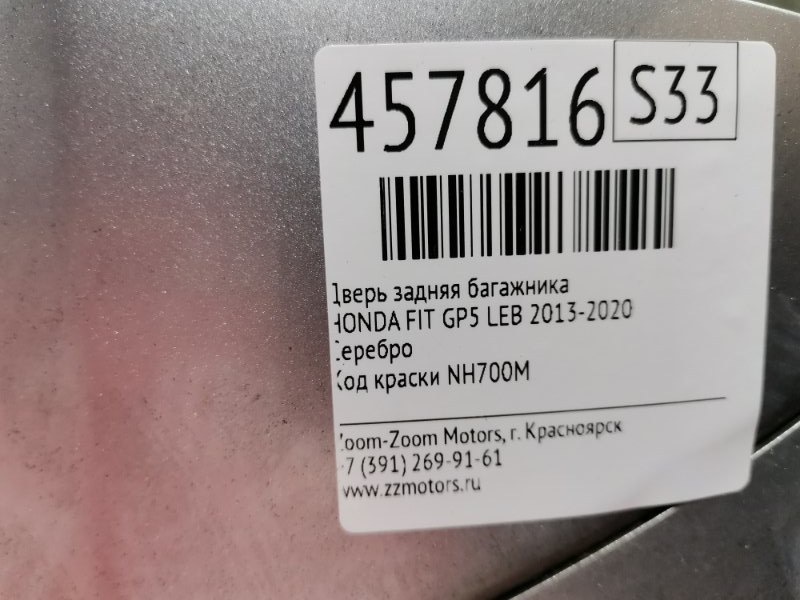 457816 S33
Дверь задняя багажника
HONDA FIT GP5 LEB 2013-2020
Серебро
Код краски NH700M
Zoom-Zoom Motors, г. Красноярск
+7 (391) 269-91-61
www.zzmotors.ru